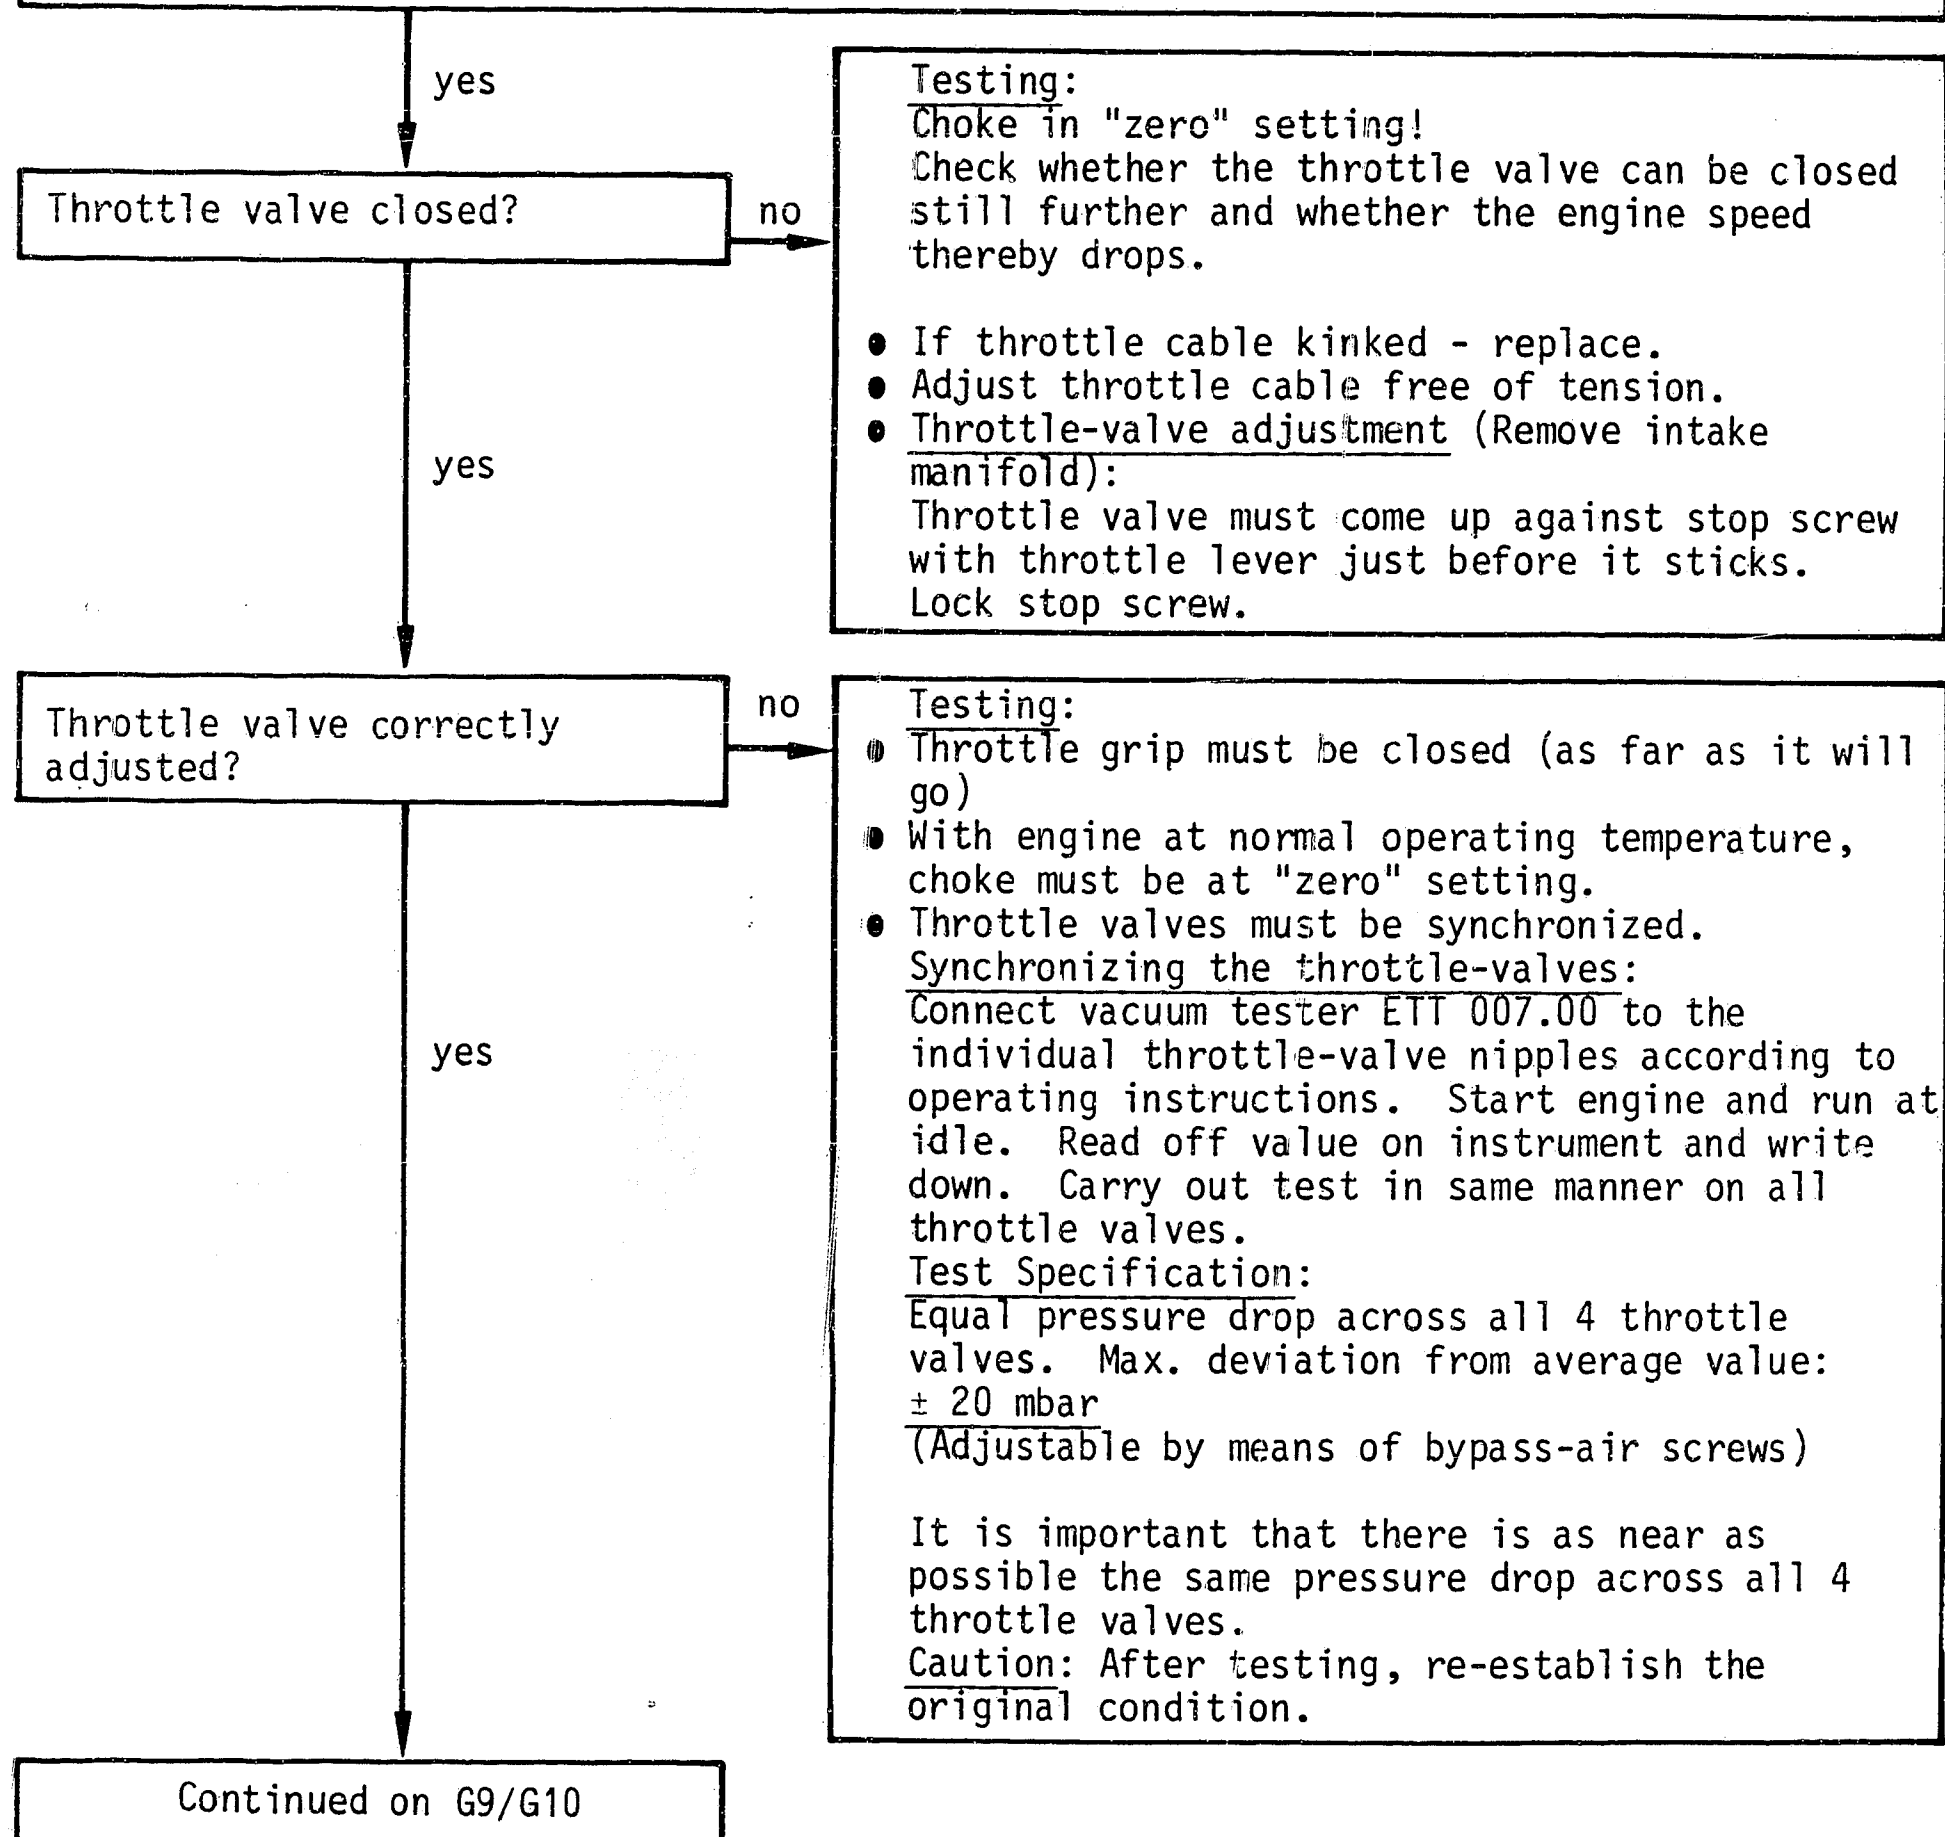 yes
Throttle valve closed?
no
Testing:
Choke in "zero" setting!
Check whether the throttle valve can be closed
still further and whether the engine speed
thereby drops.
● If throttle cable kinked - replace.
● Adjust throttle cable free of tension.
● Throttle-valve adjustment (Remove intake
manifold):
Throttle valve must come up against stop screw
with throttle lever just before it sticks.
Lock stop screw.
yes
Throttle valve correctly
adjusted?
no
Testing:
● Throttle grip must be closed (as far as it will
go)
● With engine at normal operating temperature,
choke must be at "zero" setting.
● Throttle valves must be synchronized.
Synchronizing the throttle-valves:
Connect vacuum tester ETT 007.00 to the
individual throttle-valve nipples according to
operating instructions. Start engine and run at
idle. Read off value on instrument and write
down. Carry out test in same manner on all
throttle valves.
Test Specification:
Equal pressure drop across all 4 throttle
valves. Max. deviation from average value:
± 20 mbar
(Adjustable by means of bypass-air screws)
It is important that there is as near as
possible the same pressure drop across all 4
throttle valves.
Caution: After testing, re-establish the
original condition.
yes
Continued on G9/G10